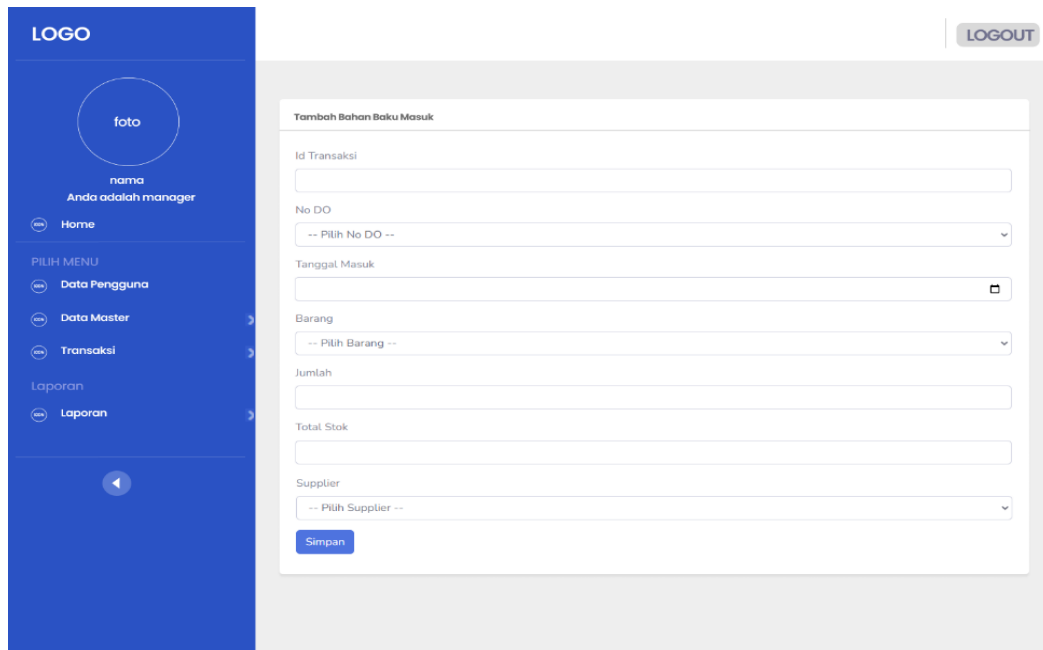 LOGO
LOGOUT
foto
nama
Anda adalah manager
Home
PILIH MENU
Data Pengguna
Data Master
Transaksi
Laporan
Laporan
Tambah Bahan Baku Masuk
Id Transaksi
No DO
-- Pilih No DO --
Tanggal Masuk
Barang
-- Pilih Barang --
Jumlah
Total Stok
Supplier
-- Pilih Supplier --
Simpan